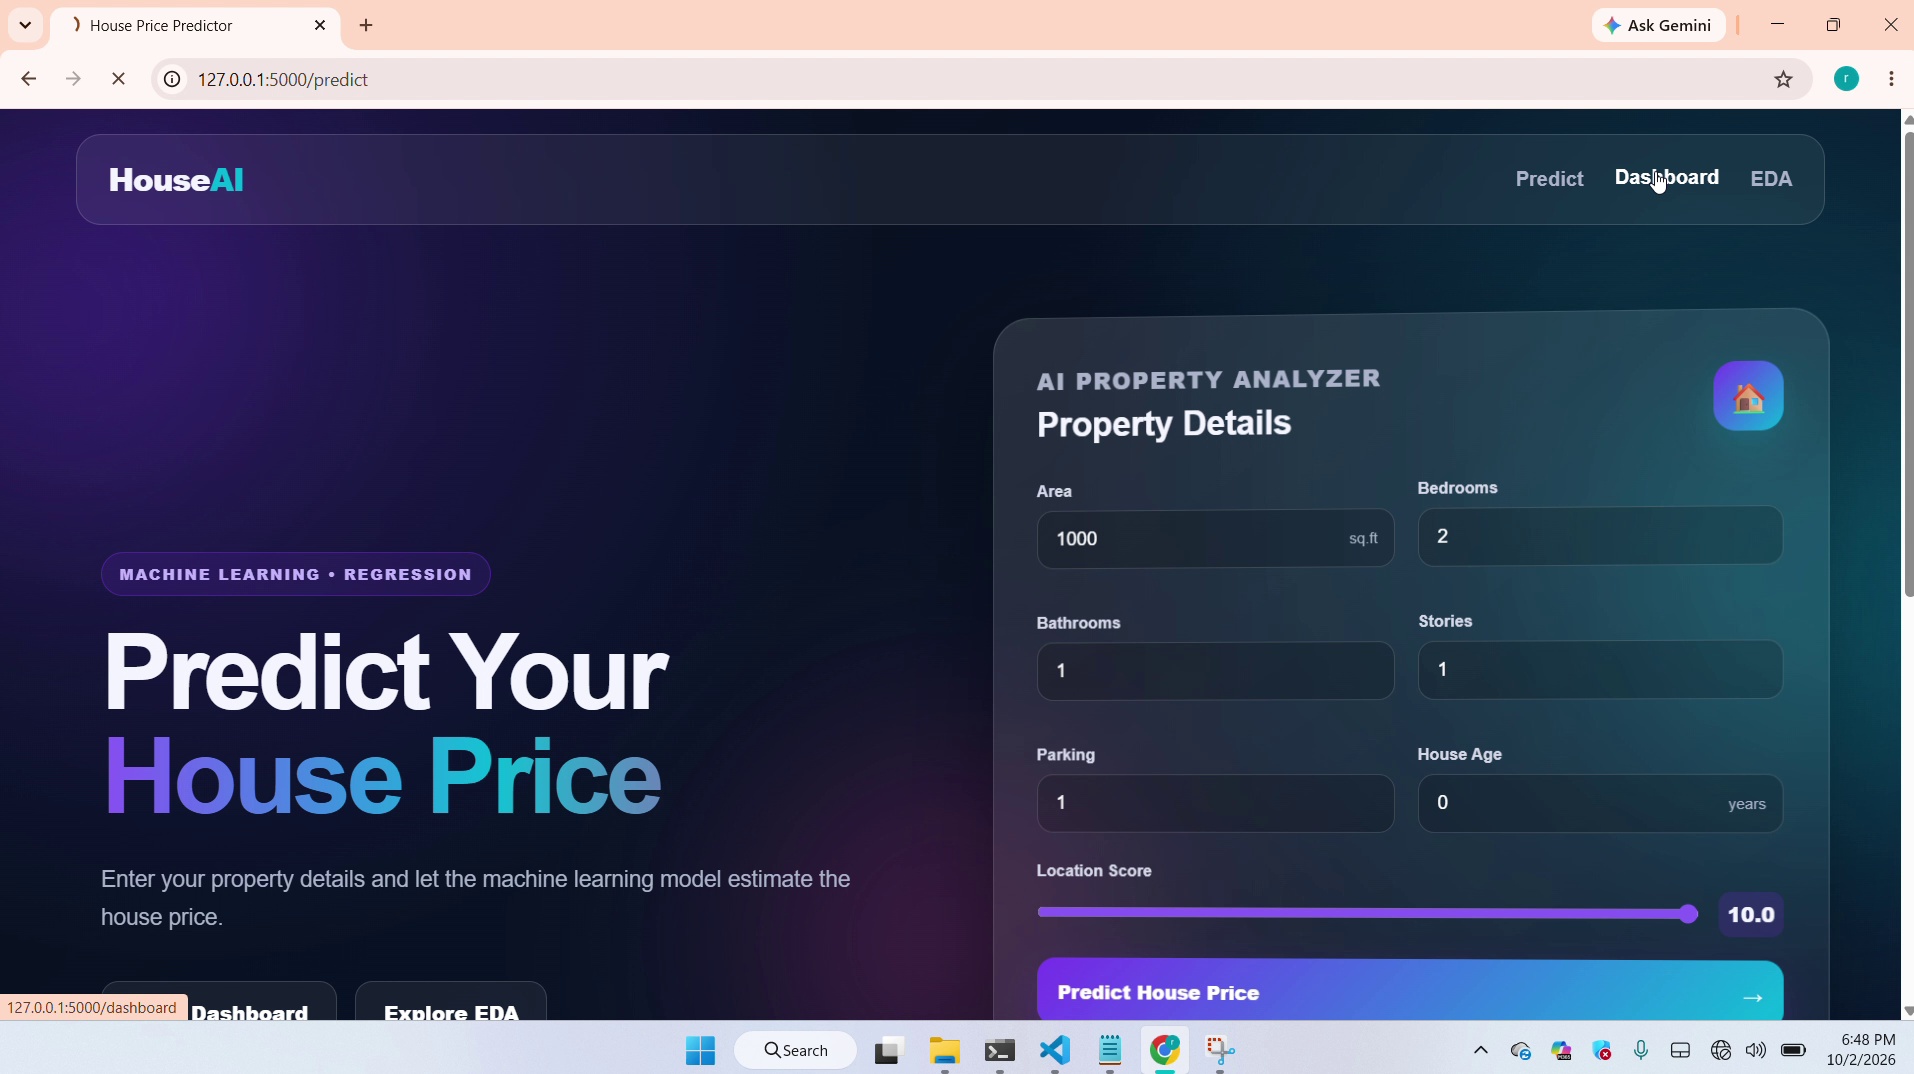 House Price Predictor
Ask Gemini
127.0.0.1:5000/predict
r
HouseAI
Predict
Dashboard
EDA
AI PROPERTY ANALYZER
Property Details
Area
Bedrooms
1000
sq.ft
2
MACHINE LEARNING • REGRESSION
Bathrooms
Stories
1
1
Predict Your
House Price
Parking
House Age
1
0
years
Enter your property details and let the machine learning model estimate the
house price.
Location Score
10.0
Predict House Price →
Dashboard
Explore EDA
127.0.0.1:5000/dashboard
Search
6:48 PM
10/2/2026